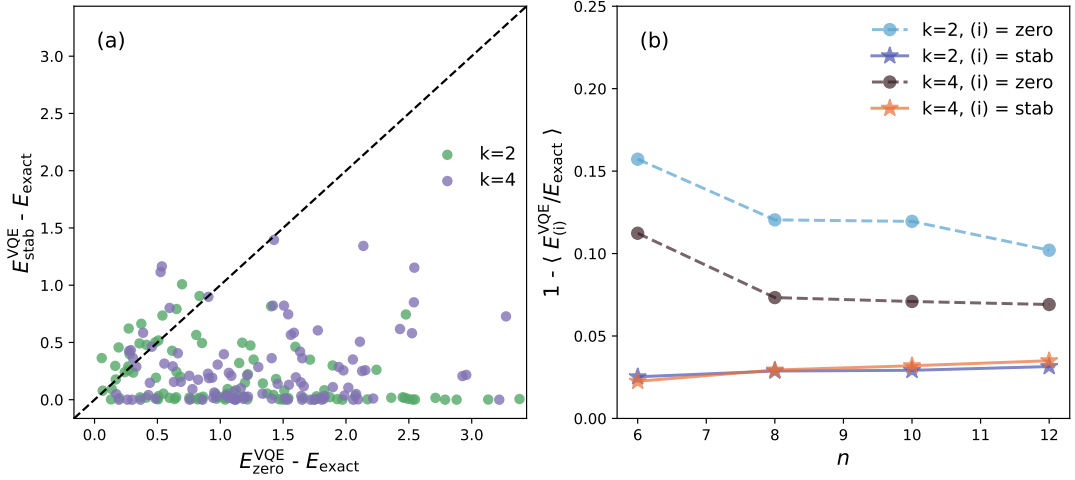 (a)
3.0
2.5
2.0
1.5
1.0
0.5
0.0
E^VQE_stab - E_exact
k=2
k=4
0.0 0.5 1.0 1.5 2.0 2.5 3.0
E^VQE_zero - E_exact
(b)
0.25
0.20
0.15
0.10
0.05
0.00
1 - ⟨ E^VQE_(i)/E_exact ⟩
k=2, (i) = zero
k=2, (i) = stab
k=4, (i) = zero
k=4, (i) = stab
6 7 8 9 10 11 12
n